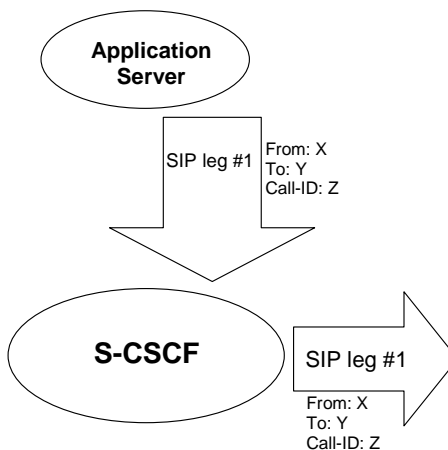 Application
Server
SIP leg #1
From: X
To: Y
Call-ID: Z
S-CSCF
SIP leg #1
From: X
To: Y
Call-ID: Z